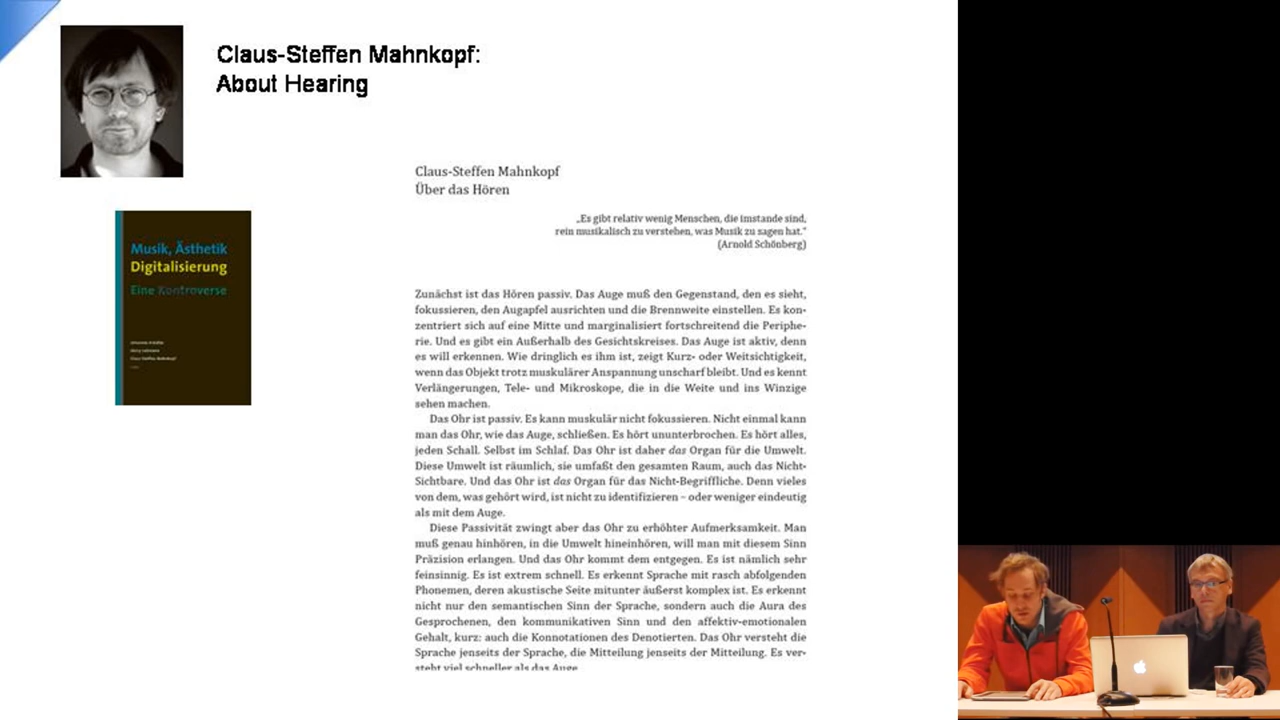 Claus-Steffen Mahnkopf:
About Hearing
Claus-Steffen Mahnkopf
Über das Hören
„Es gibt relativ wenig Menschen, die imstande sind,
rein musikalisch zu verstehen, was Musik zu sagen hat.“
(Arnold Schönberg)
Musik, Ästhetik
Digitalisierung
Eine Kontroverse
Johannes Kreidler
Harry Lehmann
Claus-Steffen Mahnkopf
Zunächst ist das Hören passiv. Das Auge muß den Gegenstand, den es sieht,
fokussieren, den Augapfel ausrichten und die Brennweite einstellen. Es kon-
zentriert sich auf eine Mitte und marginalisiert fortschreitend die Periphe-
rie. Und es gibt ein Außerhalb des Gesichtskreises. Das Auge ist aktiv, denn
es will erkennen. Wie dringlich es ihm ist, zeigt Kurz- oder Weitsichtigkeit,
wenn das Objekt trotz muskulärer Anspannung unscharf bleibt. Und es kennt
Verlängerungen, Tele- und Mikroskope, die in die Weite und ins Winzige
sehen machen.
Das Ohr ist passiv. Es kann muskulär nicht fokussieren. Nicht einmal kann
man das Ohr, wie das Auge, schließen. Es hört ununterbrochen. Es hört alles,
jeden Schall. Selbst im Schlaf. Das Ohr ist daher das Organ für die Umwelt.
Diese Umwelt ist räumlich, sie umfaßt den gesamten Raum, auch das Nicht-
Sichtbare. Und das Ohr ist das Organ für das Nicht-Begriffliche. Denn vieles
von dem, was gehört wird, ist nicht zu identifizieren – oder weniger eindeutig
als mit dem Auge.
Diese Passivität zwingt aber das Ohr zu erhöhter Aufmerksamkeit. Man
muß genau hinhören, in die Umwelt hineinhören, will man mit diesem Sinn
Präzision erlangen. Und das Ohr kommt dem entgegen. Es ist nämlich sehr
feinsinnig. Es ist extrem schnell. Es erkennt Sprache mit rasch abfolgenden
Phonemen, deren akustische Seite mitunter äußerst komplex ist. Es erkennt
nicht nur den semantischen Sinn der Sprache, sondern auch die Aura des
Gesprochenen, den kommunikativen Sinn und den affektiv-emotionalen
Gehalt, kurz: auch die Konnotationen des Denotierten. Das Ohr versteht die
Sprache jenseits der Sprache, die Mitteilung jenseits der Mitteilung. Es ver-
steht viel schneller als das Auge.